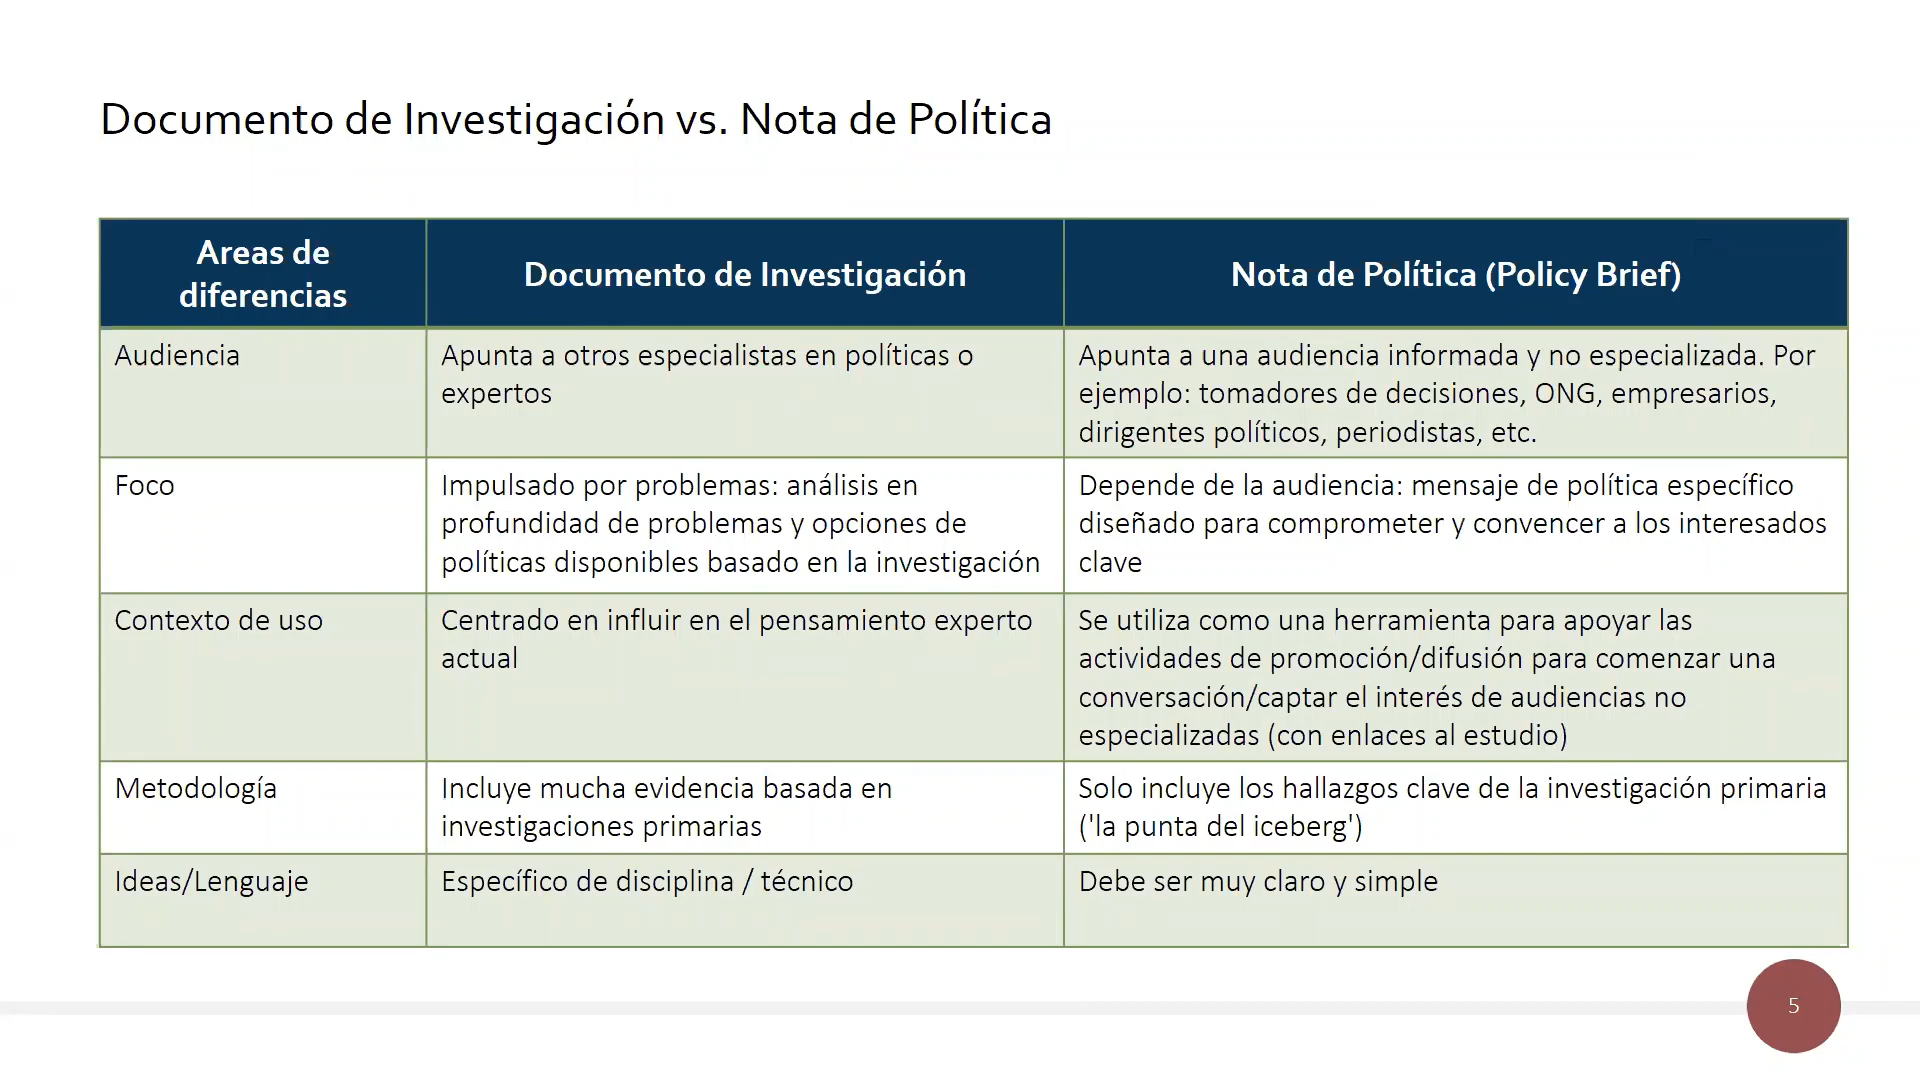 Documento de Investigación vs. Nota de Política
Areas de
diferencias
Documento de Investigación
Nota de Política (Policy Brief)
Audiencia
Apunta a otros especialistas en políticas o
expertos
Apunta a una audiencia informada y no especializada. Por
ejemplo: tomadores de decisiones, ONG, empresarios,
dirigentes políticos, periodistas, etc.
Foco
Impulsado por problemas: análisis en
profundidad de problemas y opciones de
políticas disponibles basado en la investigación
Depende de la audiencia: mensaje de política específico
diseñado para comprometer y convencer a los interesados
clave
Contexto de uso
Centrado en influir en el pensamiento experto
actual
Se utiliza como una herramienta para apoyar las
actividades de promoción/difusión para comenzar una
conversación/captar el interés de audiencias no
especializadas (con enlaces al estudio)
Metodología
Incluye mucha evidencia basada en
investigaciones primarias
Solo incluye los hallazgos clave de la investigación primaria
('la punta del iceberg')
Ideas/Lenguaje
Específico de disciplina / técnico
Debe ser muy claro y simple
5